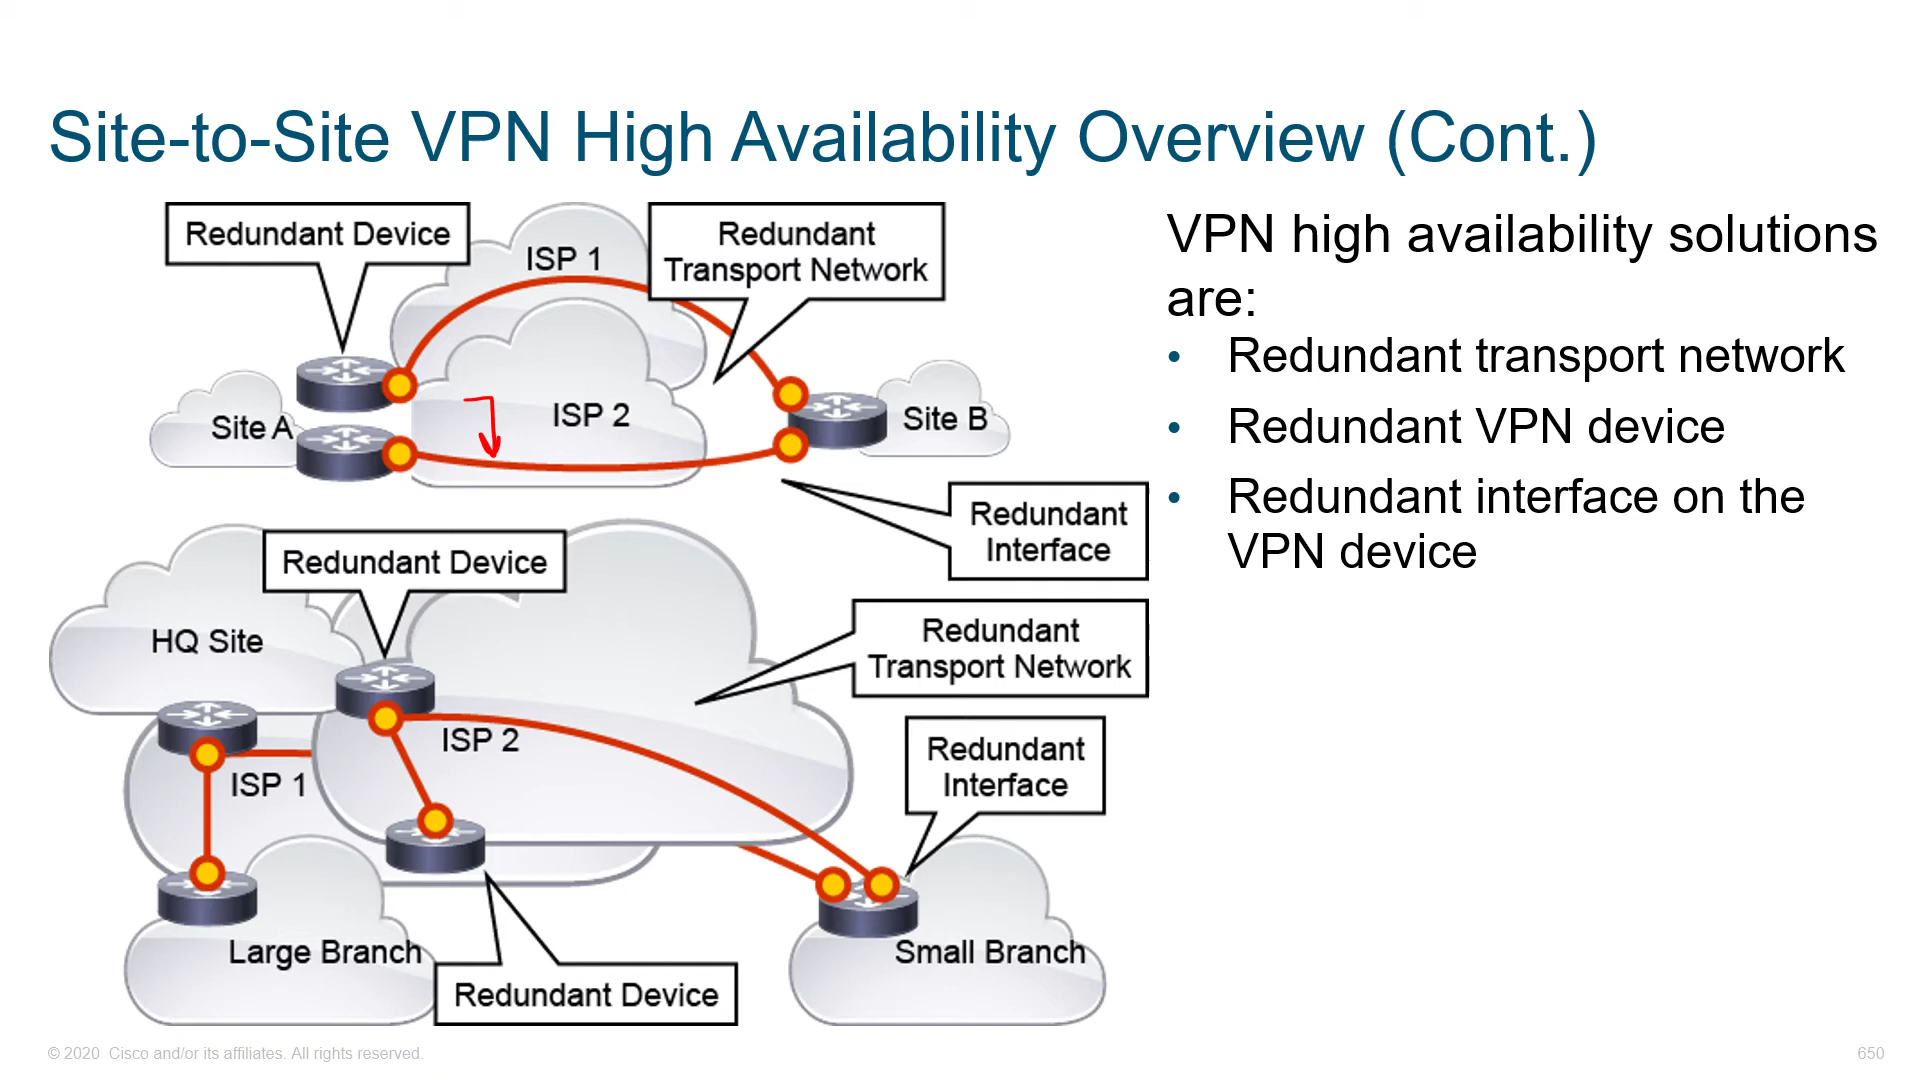 Site-to-Site VPN High Availability Overview (Cont.)
Redundant Device
ISP 1
Redundant
Transport Network
Site A
ISP 2
Site B
Redundant
Interface
Redundant Device
HQ Site
Redundant
Transport Network
ISP 2
ISP 1
Redundant
Interface
Large Branch
Small Branch
Redundant Device
VPN high availability solutions
are:
• Redundant transport network
• Redundant VPN device
• Redundant interface on the
VPN device
© 2020 Cisco and/or its affiliates. All rights reserved.
650